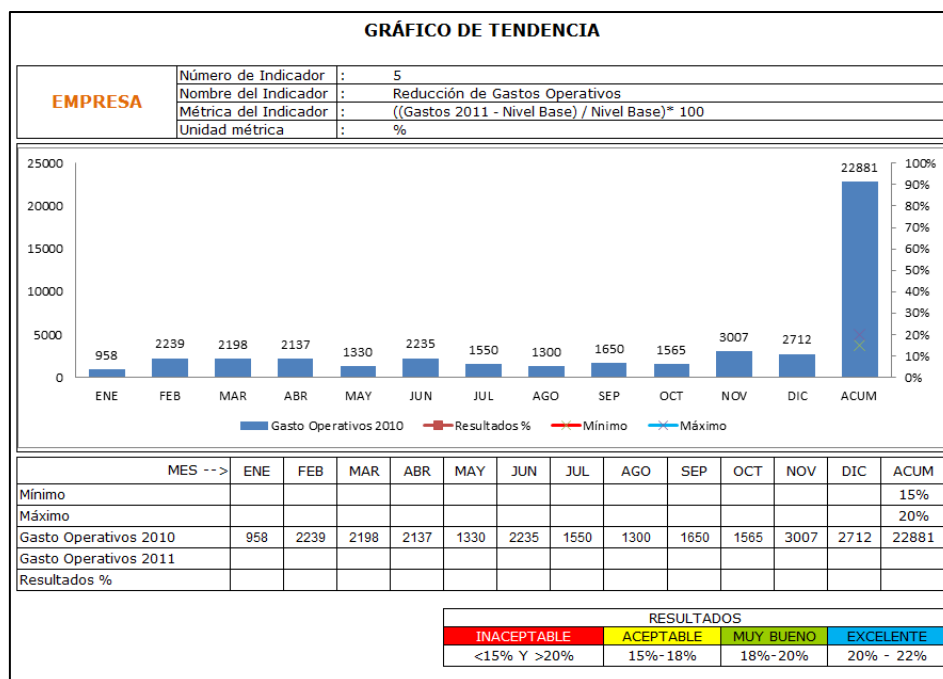 GRÁFICO DE TENDENCIA
EMPRESA
Número de Indicador : 5
Nombre del Indicador : Reducción de Gastos Operativos
Métrica del Indicador : ((Gastos 2011 - Nivel Base) / Nivel Base)* 100
Unidad métrica : %
25000
20000
15000
10000
5000
0
958 2239 2198 2137 1330 2235 1550 1300 1650 1565 3007 2712 22881
100%
90%
80%
70%
60%
50%
40%
30%
20%
10%
0%
ENE FEB MAR ABR MAY JUN JUL AGO SEP OCT NOV DIC ACUM
Gasto Operativos 2010 Resultados % Mínimo Máximo
MES --> ENE FEB MAR ABR MAY JUN JUL AGO SEP OCT NOV DIC ACUM
Mínimo 15%
Máximo 20%
Gasto Operativos 2010 958 2239 2198 2137 1330 2235 1550 1300 1650 1565 3007 2712 22881
Gasto Operativos 2011
Resultados %
RESULTADOS
INACEPTABLE ACEPTABLE MUY BUENO EXCELENTE
<15% Y >20% 15%-18% 18%-20% 20% - 22%